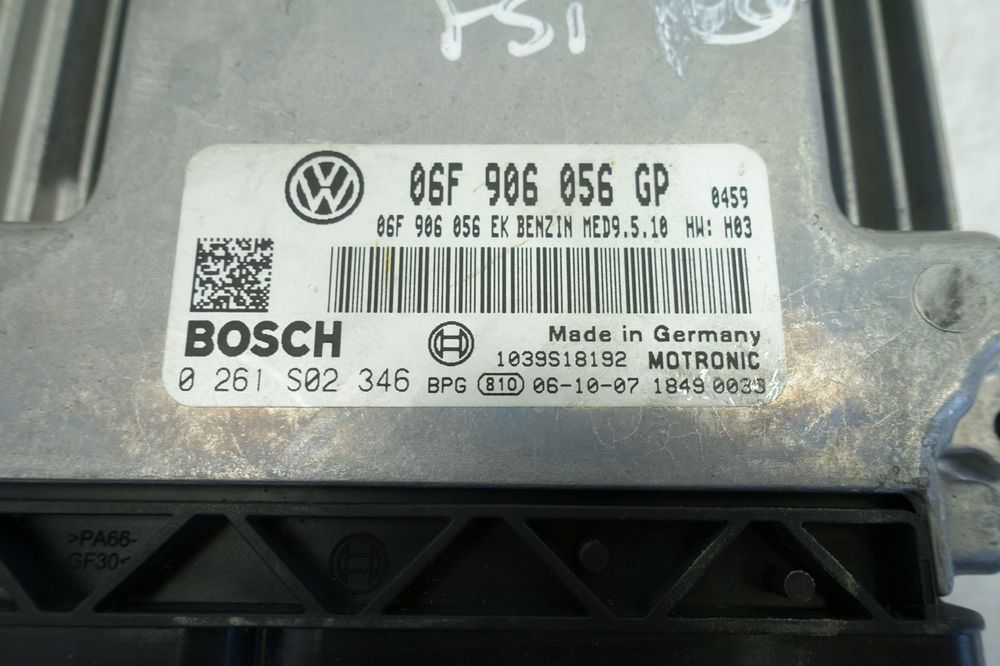 FSI
06F 906 056 GP 0459
06F 906 056 EK BENZIN MED9.5.10 HW: H03
BOSCH
Made in Germany
1039S18192 MOTRONIC
0 261 S02 346 BPG 810 06-10-07 1849 0033
>PA66-
GF30<